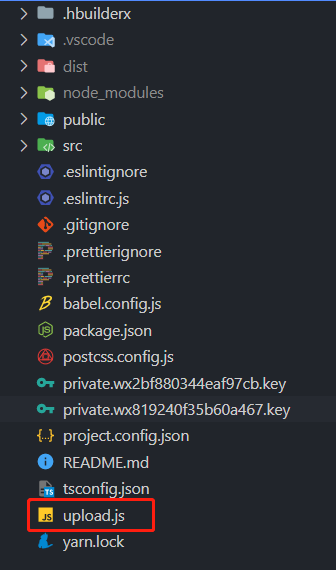 .hbuilderx
.vscode
dist
node_modules
public
src
.eslintignore
.eslintrc.js
.gitignore
.prettierignore
.prettierrc
babel.config.js
package.json
postcss.config.js
private.wx2bf880344eaf97cb.key
private.wx819240f35b60a467.key
project.config.json
README.md
tsconfig.json
upload.js
yarn.lock